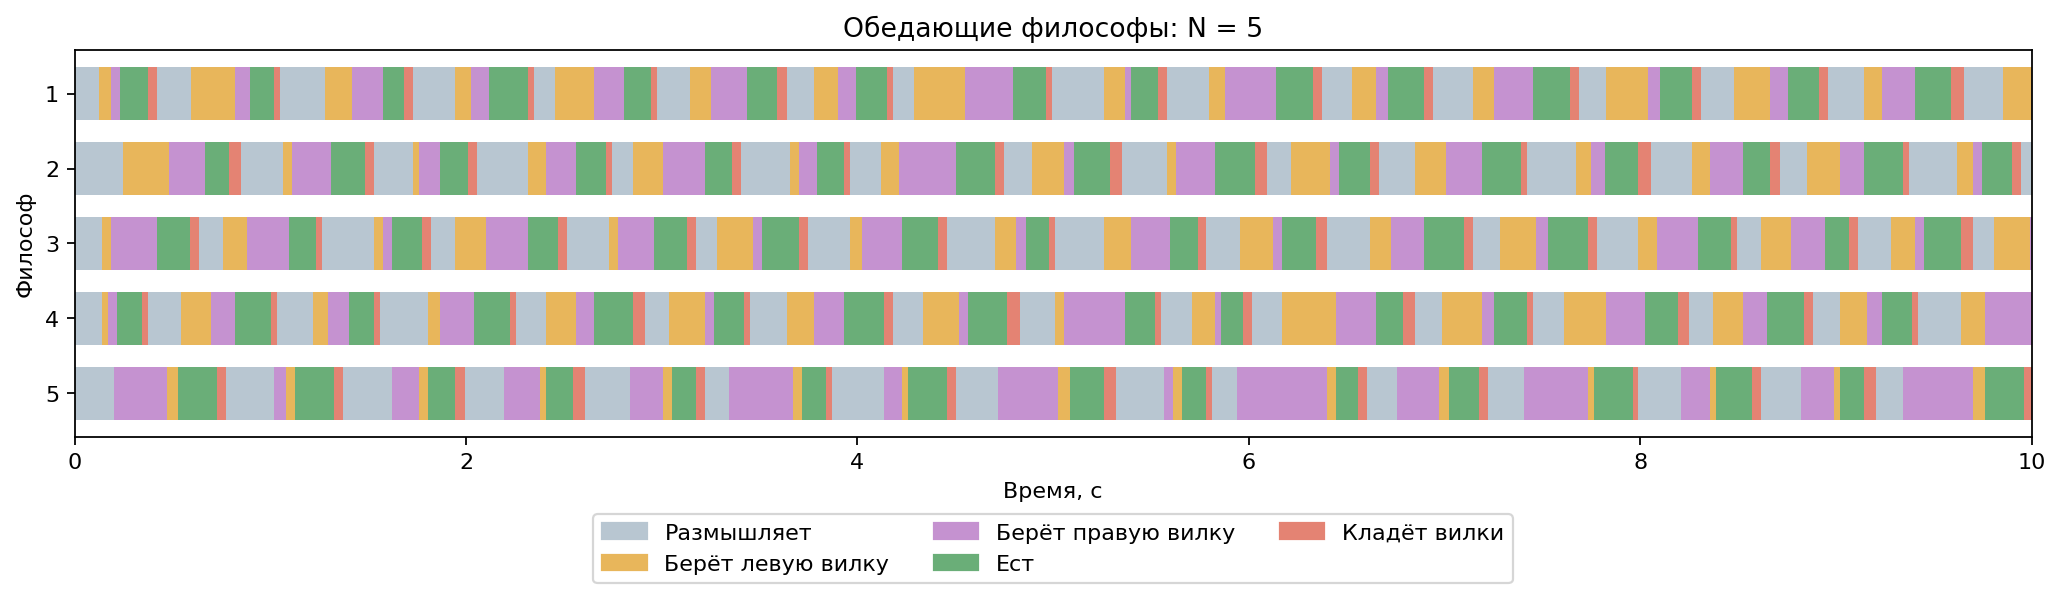 Обедающие философы: N = 5
Философ
1
2
3
4
5
0 2 4 6 8 10
Время, с
Размышляет Берёт правую вилку Кладёт вилки
Берёт левую вилку Ест